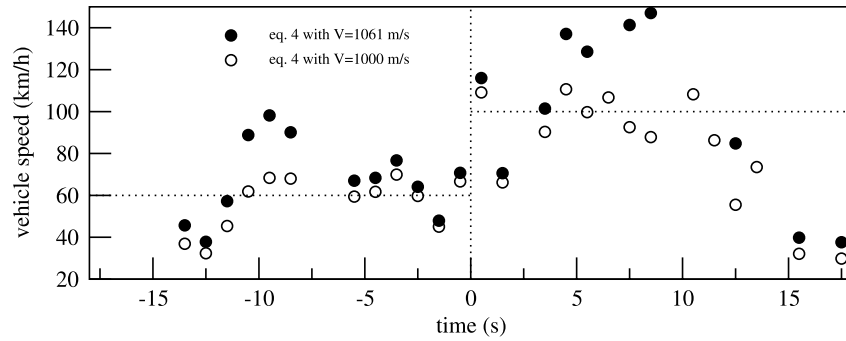 140
120
100
80
60
40
20
vehicle speed (km/h)
eq. 4 with V=1061 m/s
eq. 4 with V=1000 m/s
-15 -10 -5 0 5 10 15
time (s)